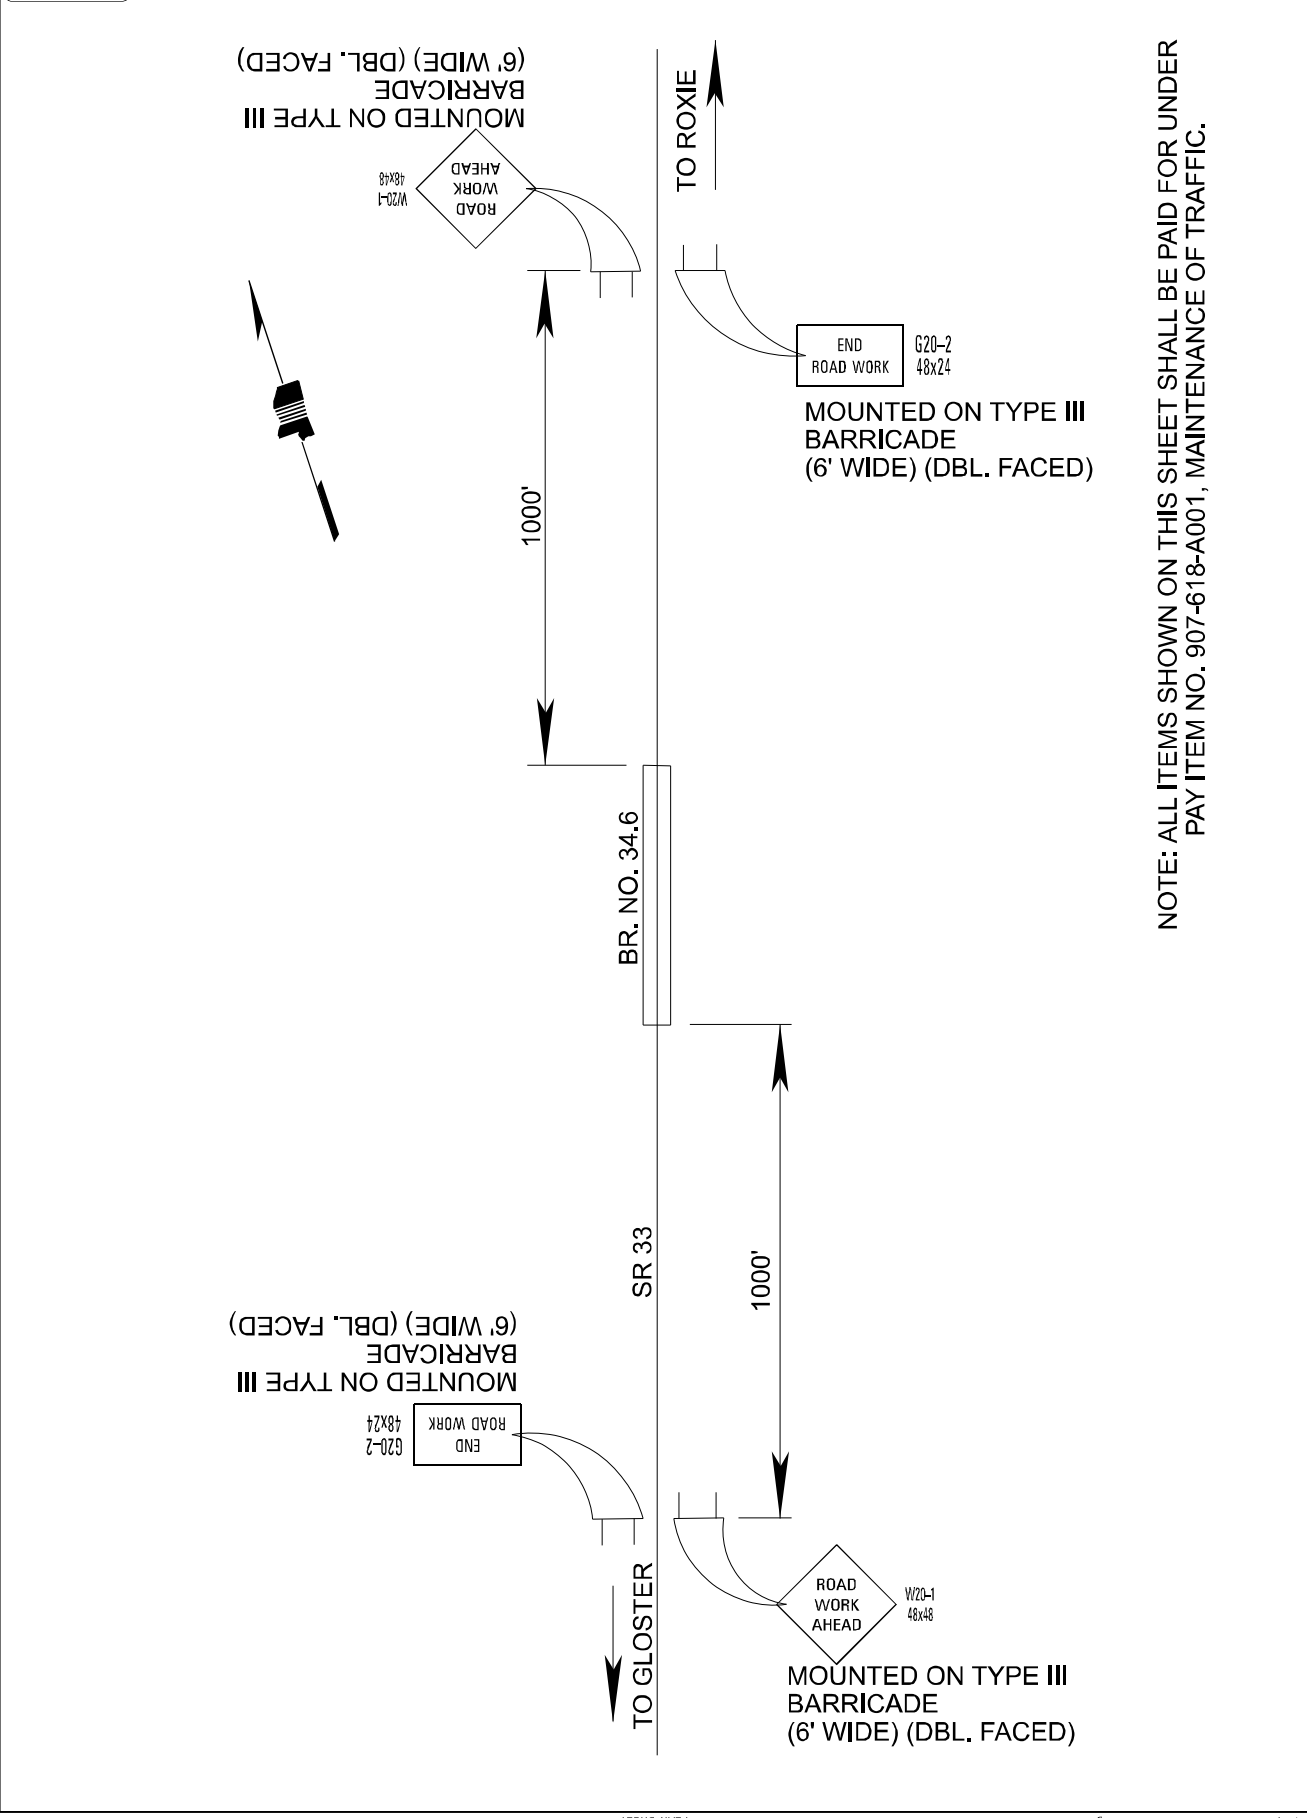 MOUNTED ON TYPE III
BARRICADE
(6' WIDE) (DBL. FACED)
W20-1
48x48
ROAD
WORK
AHEAD
TO ROXIE
END
ROAD WORK
G20-2
48x24
MOUNTED ON TYPE III
BARRICADE
(6' WIDE) (DBL. FACED)
1000'
BR. NO. 34.6
SR 33
1000'
MOUNTED ON TYPE III
BARRICADE
(6' WIDE) (DBL. FACED)
G20-2
48x24
END
ROAD WORK
TO GLOSTER
ROAD
WORK
AHEAD
W20-1
48x48
MOUNTED ON TYPE III
BARRICADE
(6' WIDE) (DBL. FACED)
NOTE: ALL ITEMS SHOWN ON THIS SHEET SHALL BE PAID FOR UNDER
PAY ITEM NO. 907-618-A001, MAINTENANCE OF TRAFFIC.